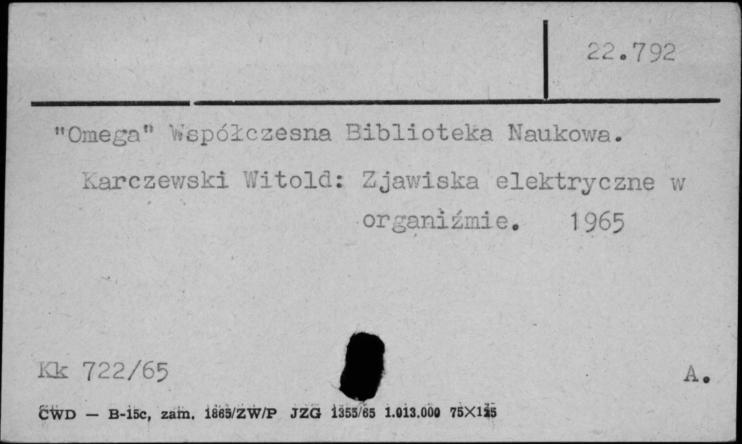 22.792
"Omega" Współczesna Biblioteka Naukowa.
Karczewski Witold: Zjawiska elektryczne w
organiźmie. 1965
Kk 722/65
A.
CWD — B-15c, zam. 1865/ZW/P JZG 1355/65 1.013.000 75X125